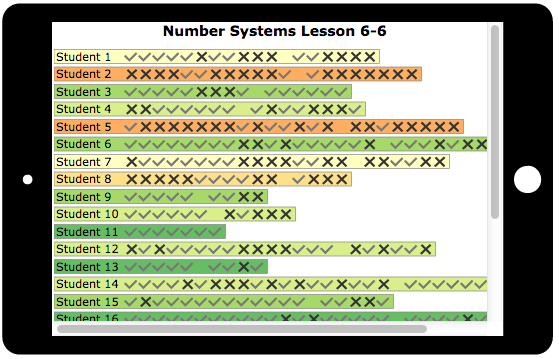 Number Systems Lesson 6-6
Student 1
Student 2
Student 3
Student 4
Student 5
Student 6
Student 7
Student 8
Student 9
Student 10
Student 11
Student 12
Student 13
Student 14
Student 15
Student 16